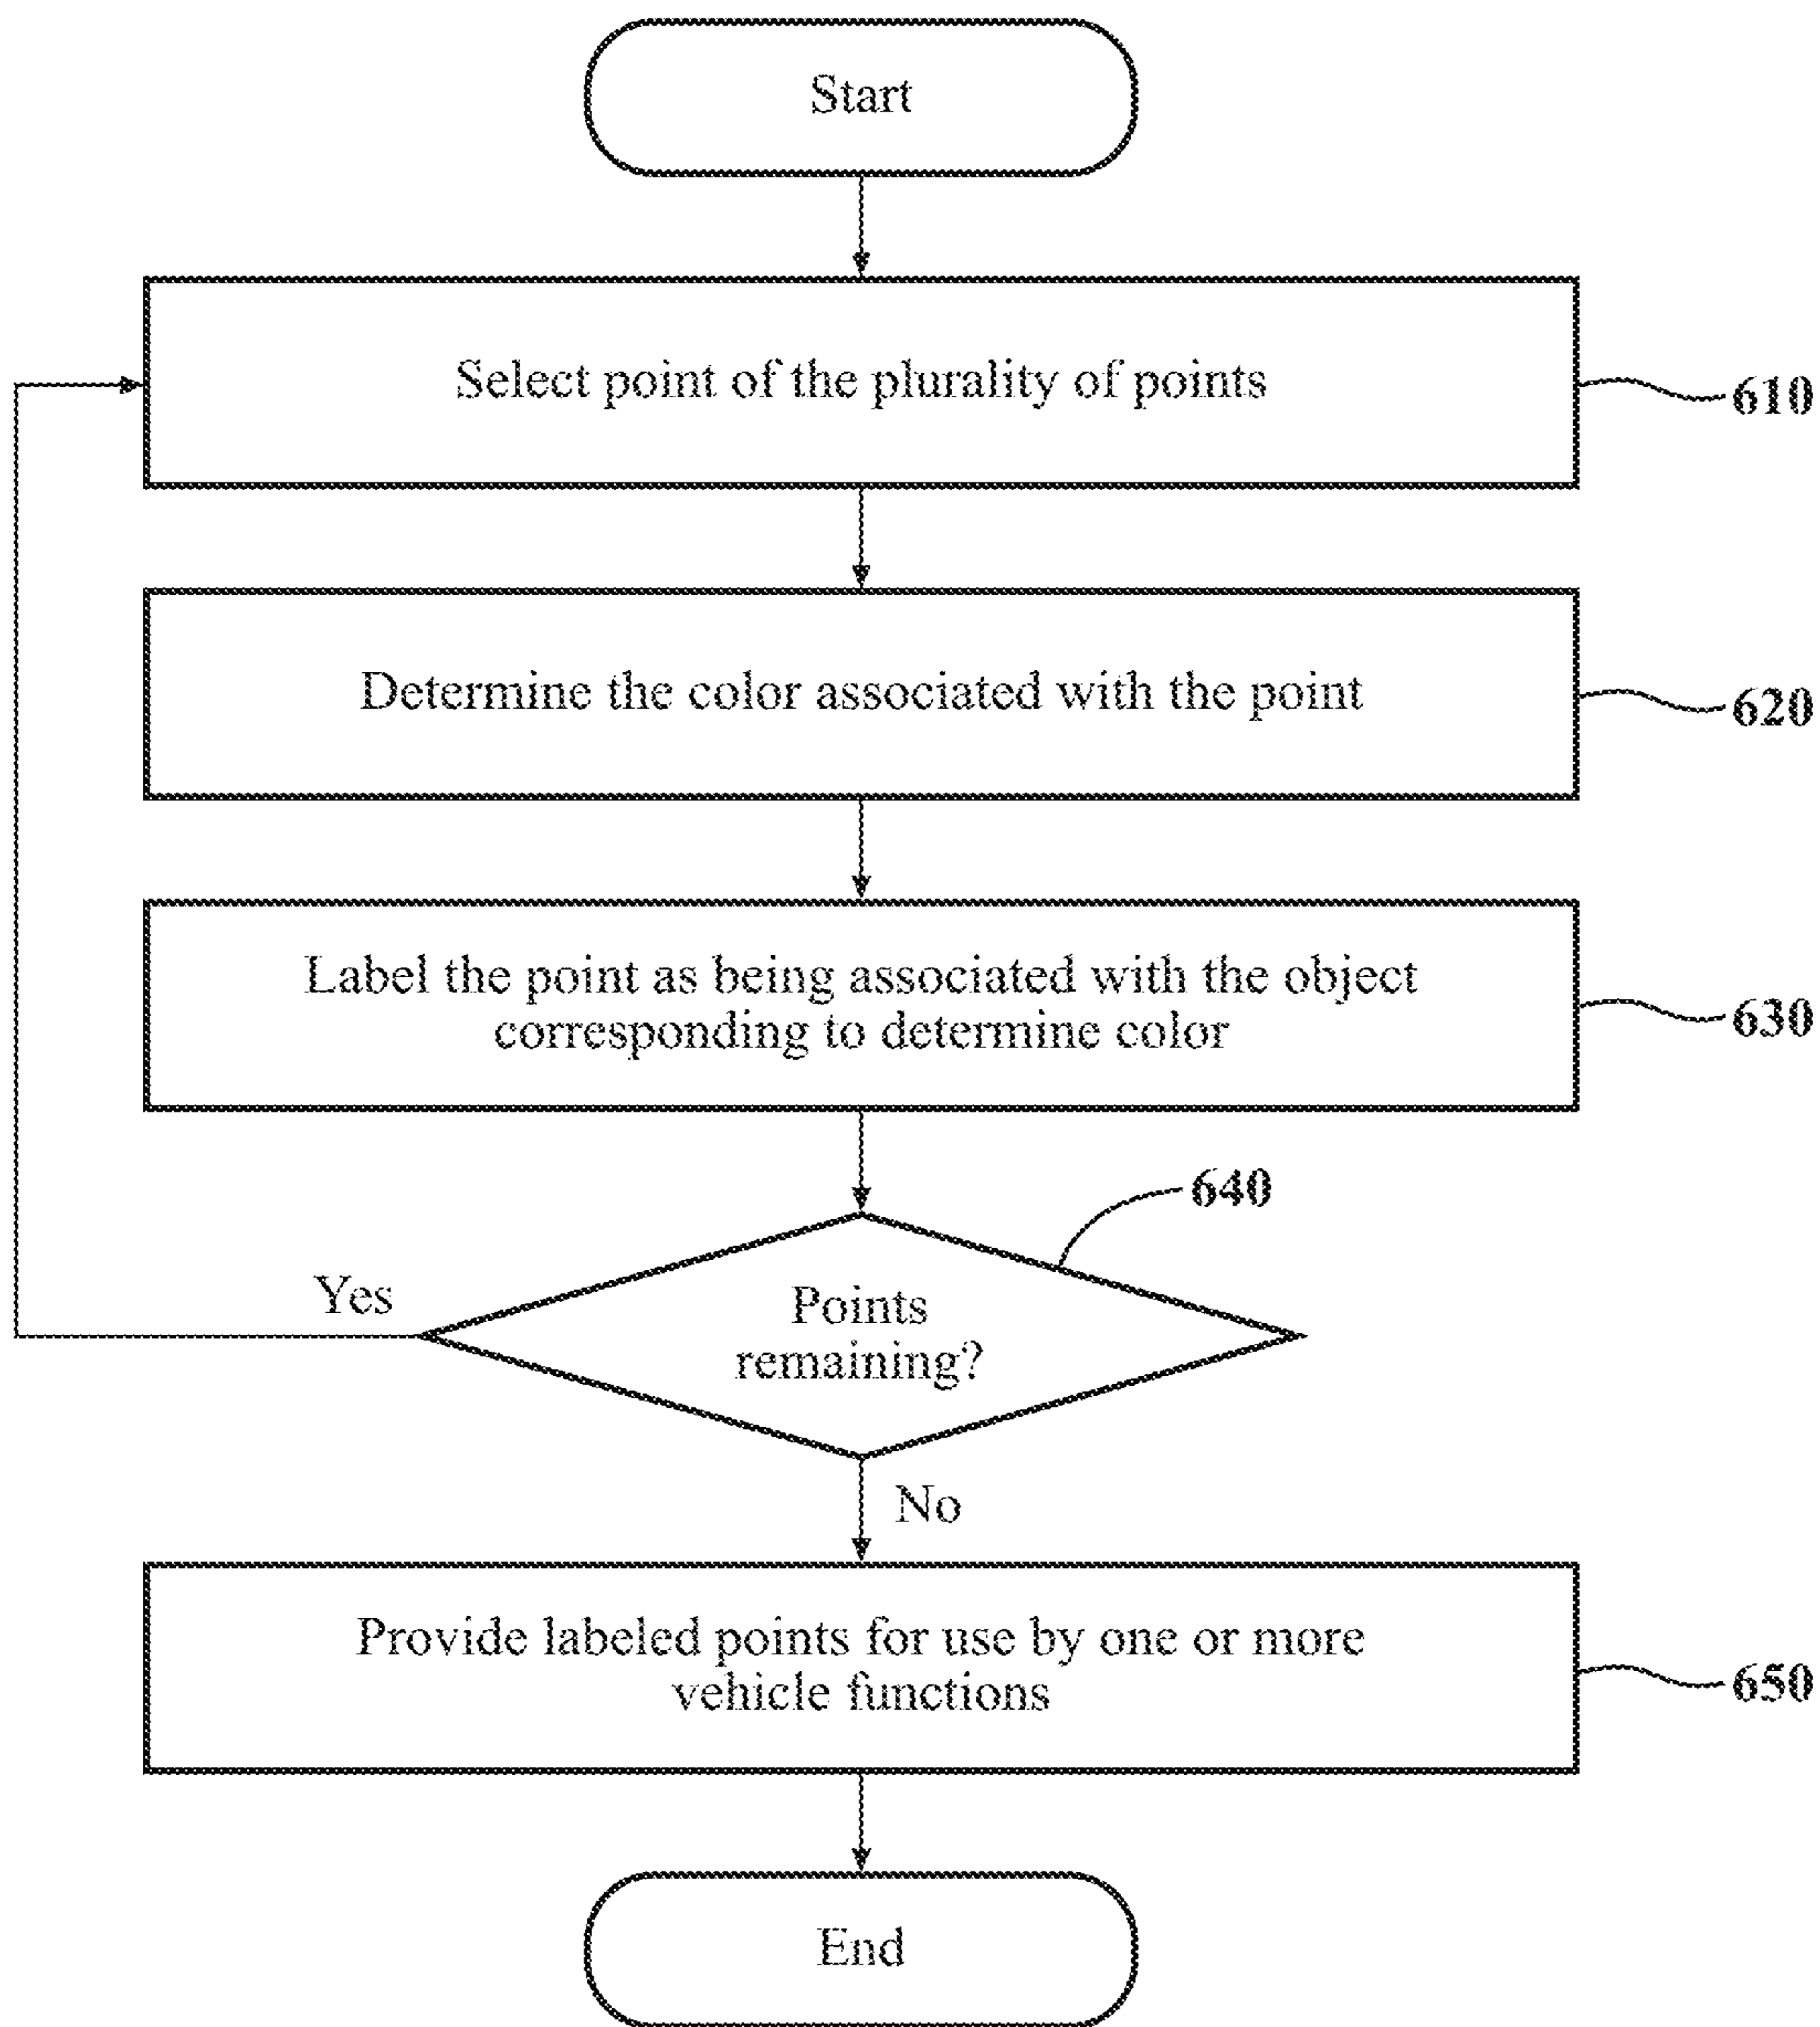 Start
Select point of the plurality of points
610
Determine the color associated with the point
620
Label the point as being associated with the object
corresponding to determine color
630
640
Yes
Points
remaining?
No
Provide labeled points for use by one or more
vehicle functions
650
End